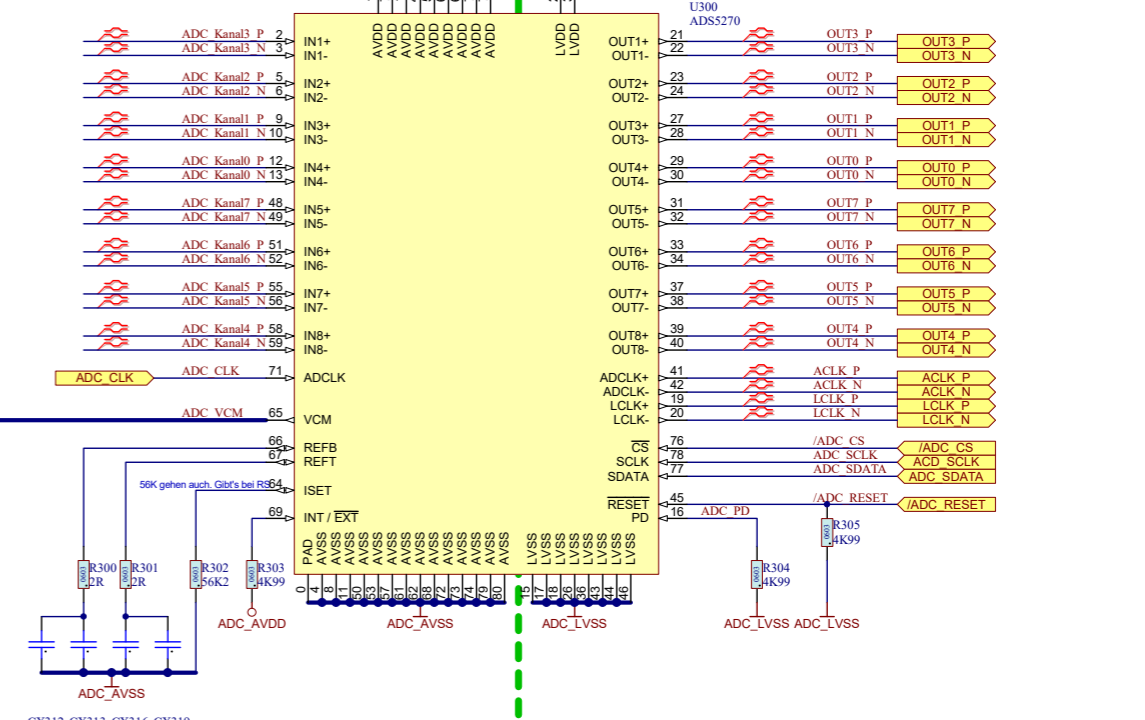 U300
ADS5270
AVDD AVDD AVDD AVDD AVDD AVDD AVDD AVDD AVDD LVDD LVDD
ADC_Kanal3_P 2 IN1+ OUT1+ 21 OUT3_P OUT3_P
ADC_Kanal3_N 3 IN1- OUT1- 22 OUT3_N OUT3_N
ADC_Kanal2_P 5 IN2+ OUT2+ 23 OUT2_P OUT2_P
ADC_Kanal2_N 6 IN2- OUT2- 24 OUT2_N OUT2_N
ADC_Kanal1_P 9 IN3+ OUT3+ 27 OUT1_P OUT1_P
ADC_Kanal1_N 10 IN3- OUT3- 28 OUT1_N OUT1_N
ADC_Kanal0_P 12 IN4+ OUT4+ 29 OUT0_P OUT0_P
ADC_Kanal0_N 13 IN4- OUT4- 30 OUT0_N OUT0_N
ADC_Kanal7_P 48 IN5+ OUT5+ 31 OUT7_P OUT7_P
ADC_Kanal7_N 49 IN5- OUT5- 32 OUT7_N OUT7_N
ADC_Kanal6_P 51 IN6+ OUT6+ 33 OUT6_P OUT6_P
ADC_Kanal6_N 52 IN6- OUT6- 34 OUT6_N OUT6_N
ADC_Kanal5_P 55 IN7+ OUT7+ 37 OUT5_P OUT5_P
ADC_Kanal5_N 56 IN7- OUT7- 38 OUT5_N OUT5_N
ADC_Kanal4_P 58 IN8+ OUT8+ 39 OUT4_P OUT4_P
ADC_Kanal4_N 59 IN8- OUT8- 40 OUT4_N OUT4_N
ADC_CLK ADC_CLK 71 ADCLK ADCLK+ 41 ACLK_P ACLK_P
ADCLK- 42 ACLK_N ACLK_N
LCLK+ 19 LCLK_P LCLK_P
ADC_VCM 65 VCM LCLK- 20 LCLK_N LCLK_N
66 REFB CS 76 /ADC_CS /ADC_CS
67 REFT SCLK 78 ADC_SCLK ACD_SCLK
SDATA 77 ADC_SDATA ADC_SDATA
56K gehen auch. Gibt's bei RS 64 ISET
RESET 45 /ADC_RESET /ADC_RESET
69 INT / EXT PD 16 ADC_PD
R305
4K99
0603
PAD AVSS AVSS AVSS AVSS AVSS AVSS AVSS AVSS AVSS AVSS AVSS AVSS AVSS AVSS LVSS LVSS LVSS LVSS LVSS LVSS LVSS LVSS
R300 R301 R302 R303 R304
2R 2R 56K2 4K99 4K99
0603 0603 0603 0603 0603
0 4 8 11 50 53 57 61 62 68 72 73 74 79 80 15 17 18 26 36 43 44 46
ADC_AVDD ADC_AVSS ADC_LVSS ADC_LVSS ADC_LVSS
ADC_AVSS